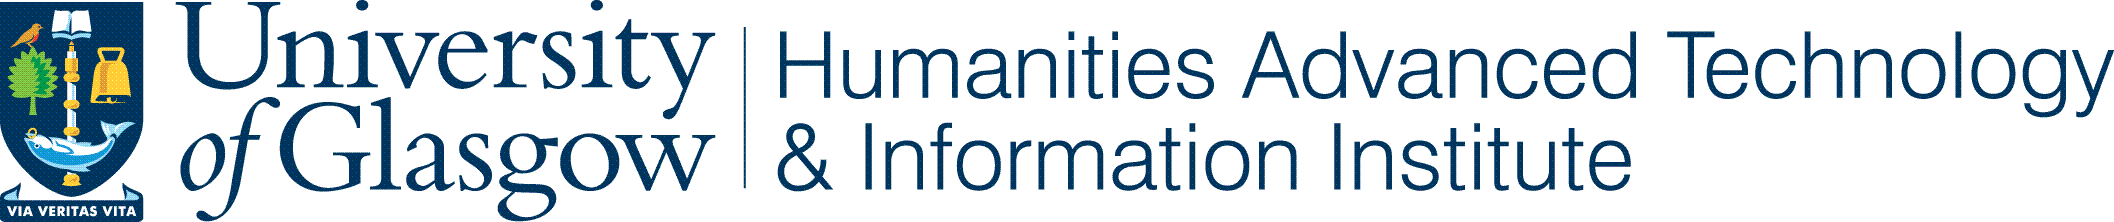 University
of Glasgow
Humanities Advanced Technology
& Information Institute
VIA VERITAS VITA